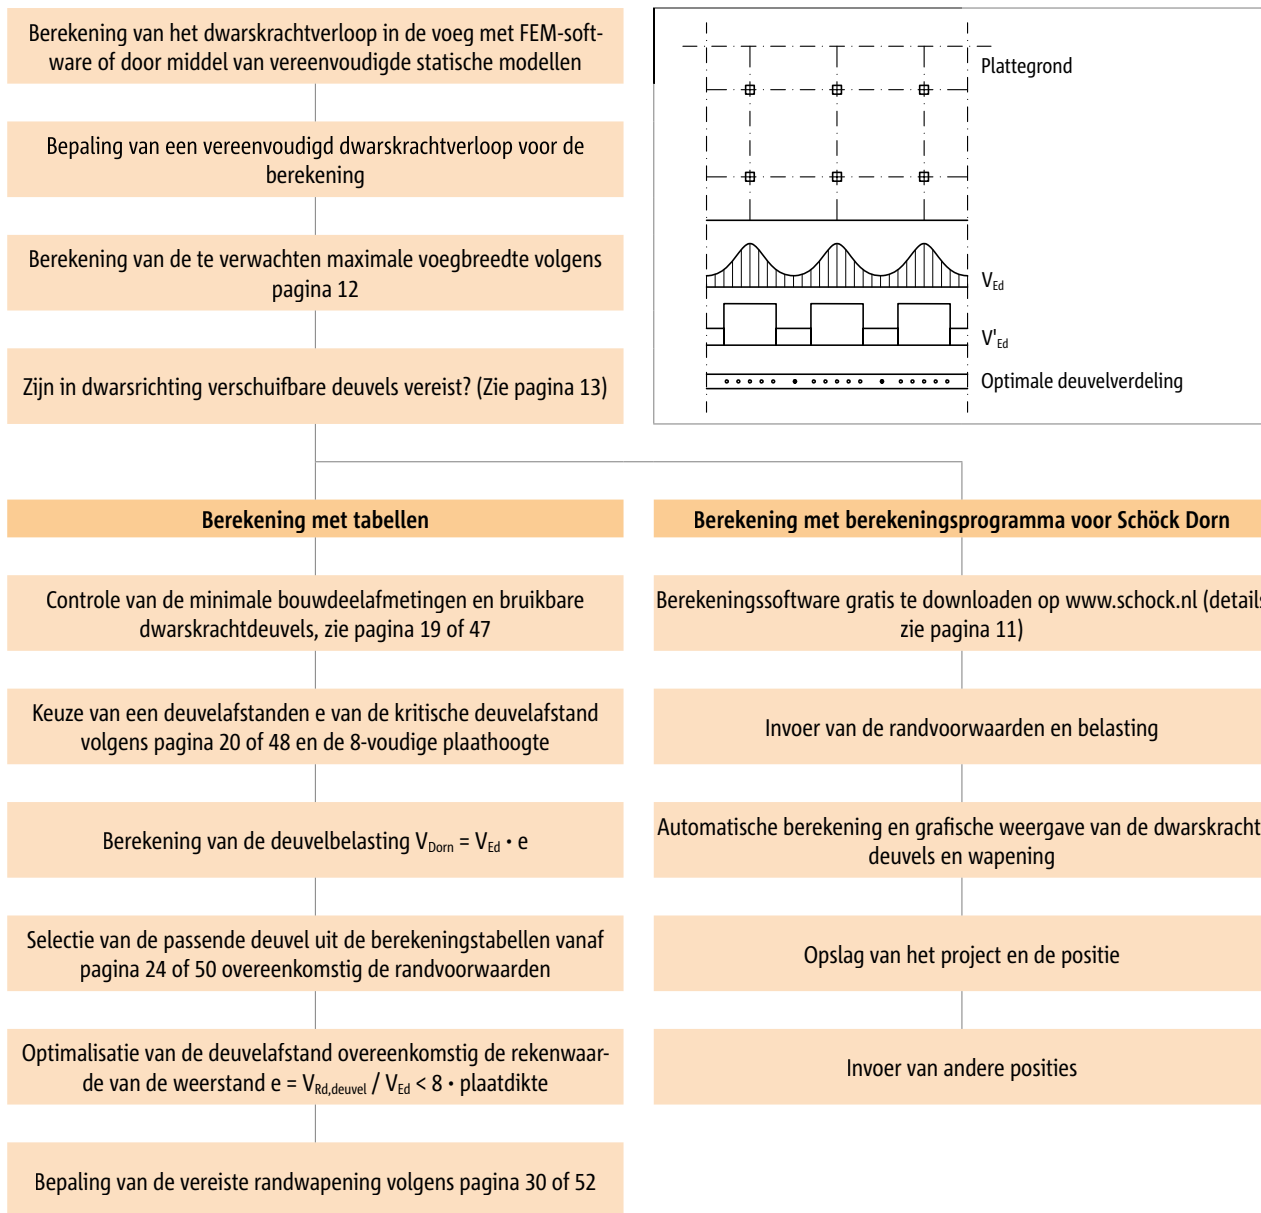 Berekening van het dwarskrachtverloop in de voeg met FEM-soft-
ware of door middel van vereenvoudigde statische modellen
Bepaling van een vereenvoudigd dwarskrachtverloop voor de
berekening
Berekening van de te verwachten maximale voegbreedte volgens
pagina 12
Zijn in dwarsrichting verschuifbare deuvels vereist? (Zie pagina 13)
Plattegrond
V_Ed
V'_Ed
Optimale deuvelverdeling
Berekening met tabellen
Controle van de minimale bouwdeelafmetingen en bruikbare
dwarskrachtdeuvels, zie pagina 19 of 47
Keuze van een deuvelafstanden e van de kritische deuvelafstand
volgens pagina 20 of 48 en de 8-voudige plaathoogte
Berekening van de deuvelbelasting V_Dorn = V_Ed • e
Selectie van de passende deuvel uit de berekeningstabellen vanaf
pagina 24 of 50 overeenkomstig de randvoorwaarden
Optimalisatie van de deuvelafstand overeenkomstig de rekenwaar-
de van de weerstand e = V_Rd,deuvel / V_Ed < 8 • plaatdikte
Bepaling van de vereiste randwapening volgens pagina 30 of 52
Berekening met berekeningsprogramma voor Schöck Dorn
Berekeningssoftware gratis te downloaden op www.schock.nl (details
zie pagina 11)
Invoer van de randvoorwaarden en belasting
Automatische berekening en grafische weergave van de dwarskracht
deuvels en wapening
Opslag van het project en de positie
Invoer van andere posities